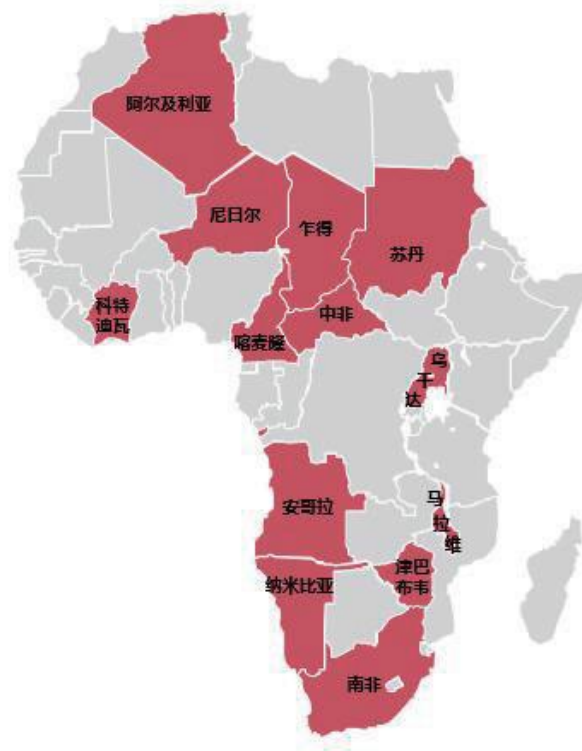 阿尔及利亚
尼日尔
乍得
苏丹
科特
迪瓦
中非
喀麦隆
乌
干
达
安哥拉
马
拉
维
津巴
布韦
纳米比亚
南非